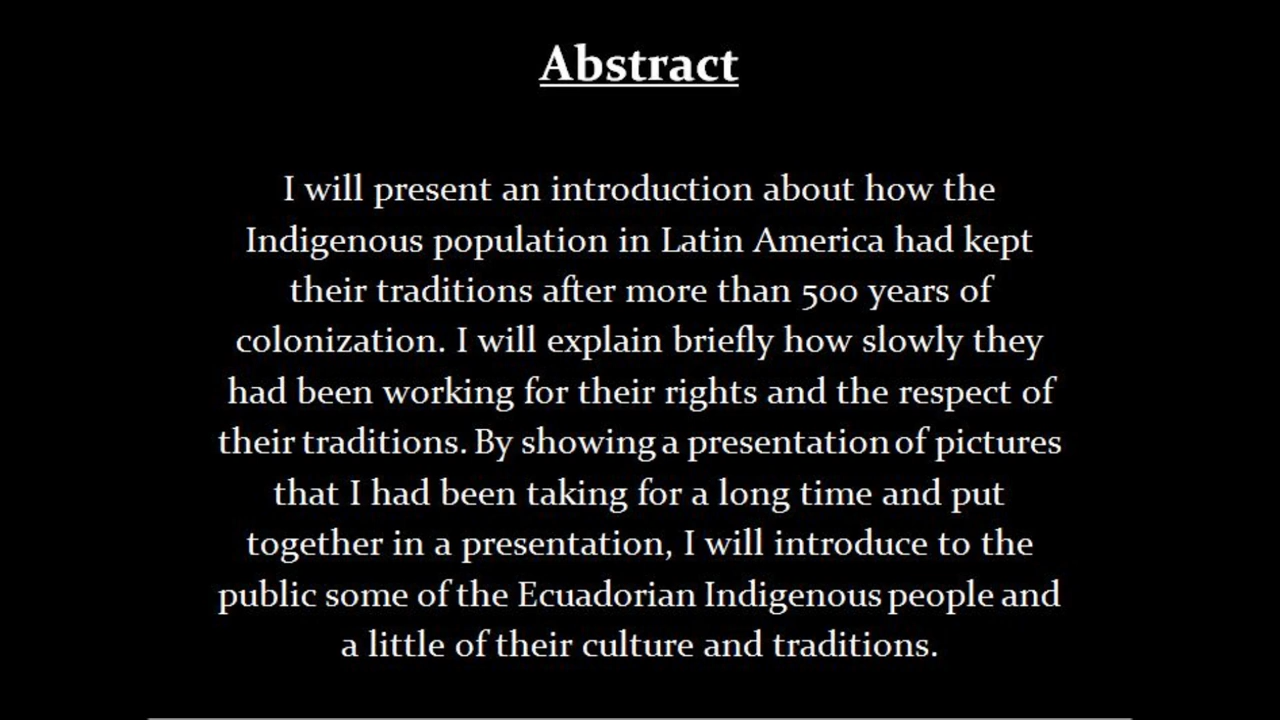 Abstract
I will present an introduction about how the
Indigenous population in Latin America had kept
their traditions after more than 500 years of
colonization. I will explain briefly how slowly they
had been working for their rights and the respect of
their traditions. By showing a presentation of pictures
that I had been taking for a long time and put
together in a presentation, I will introduce to the
public some of the Ecuadorian Indigenous people and
a little of their culture and traditions.